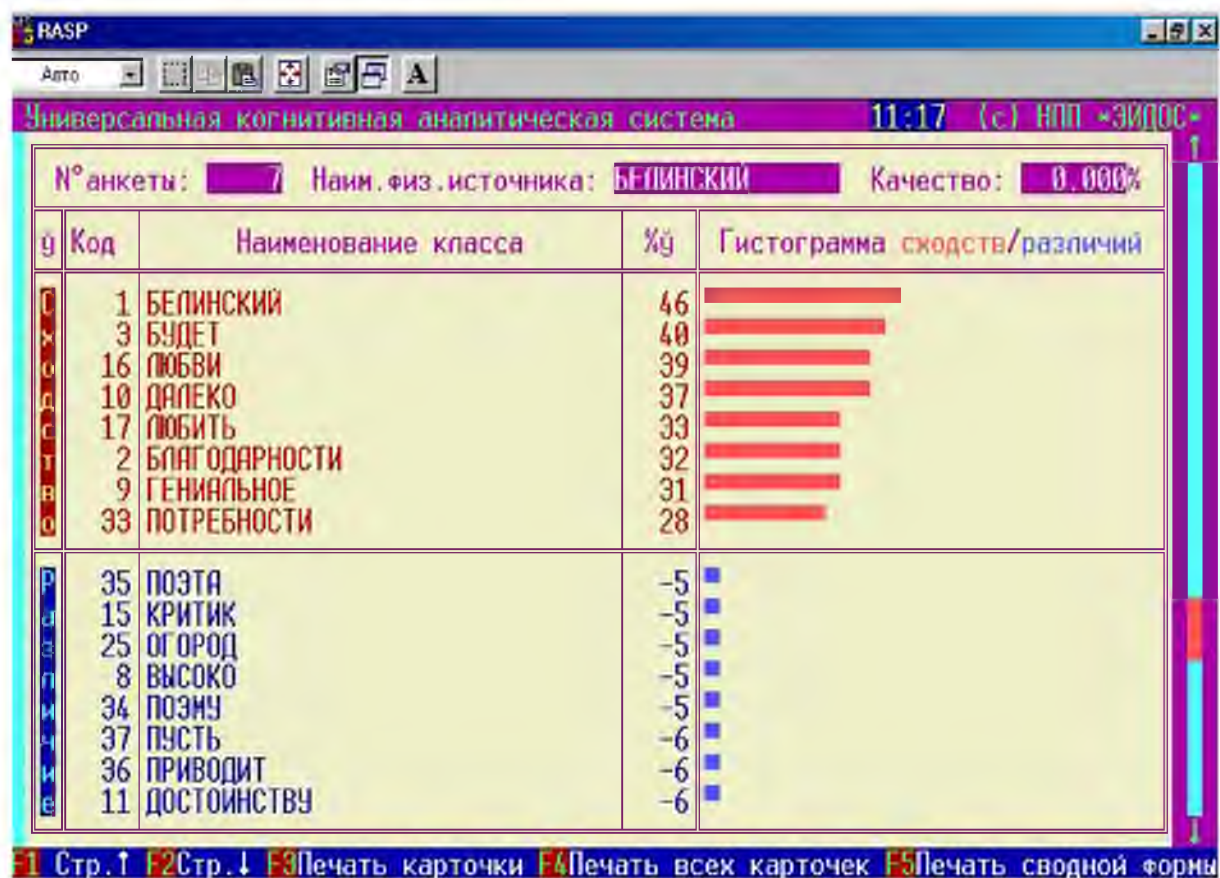 RASP
Авто
A
Универсальная когнитивная аналитическая система 11:17 (c) НПП *ЭЙДОС*
N°анкеты: 7 Наим.физ.источника: БЕЛИНСКИЙ Качество: 0.000%
ў Код Наименование класса %ў Гистограмма сходств/различий
Сходство
1 БЕЛИНСКИЙ 46
3 БУДЕТ 40
16 ЛЮБВИ 39
10 ДАЛЕКО 37
17 ЛЮБИТЬ 33
2 БЛАГОДАРНОСТИ 32
9 ГЕНИАЛЬНОЕ 31
33 ПОТРЕБНОСТИ 28
Различие
35 ПОЭТА -5
15 КРИТИК -5
25 ОГОРОД -5
8 ВЫСОКО -5
34 ПОЭМУ -5
37 ПУСТЬ -6
36 ПРИВОДИТ -6
11 ДОСТОИНСТВУ -6
F1 Стр.↑ F2Стр.↓ F3Печать карточки F4Печать всех карточек F5Печать сводной формы